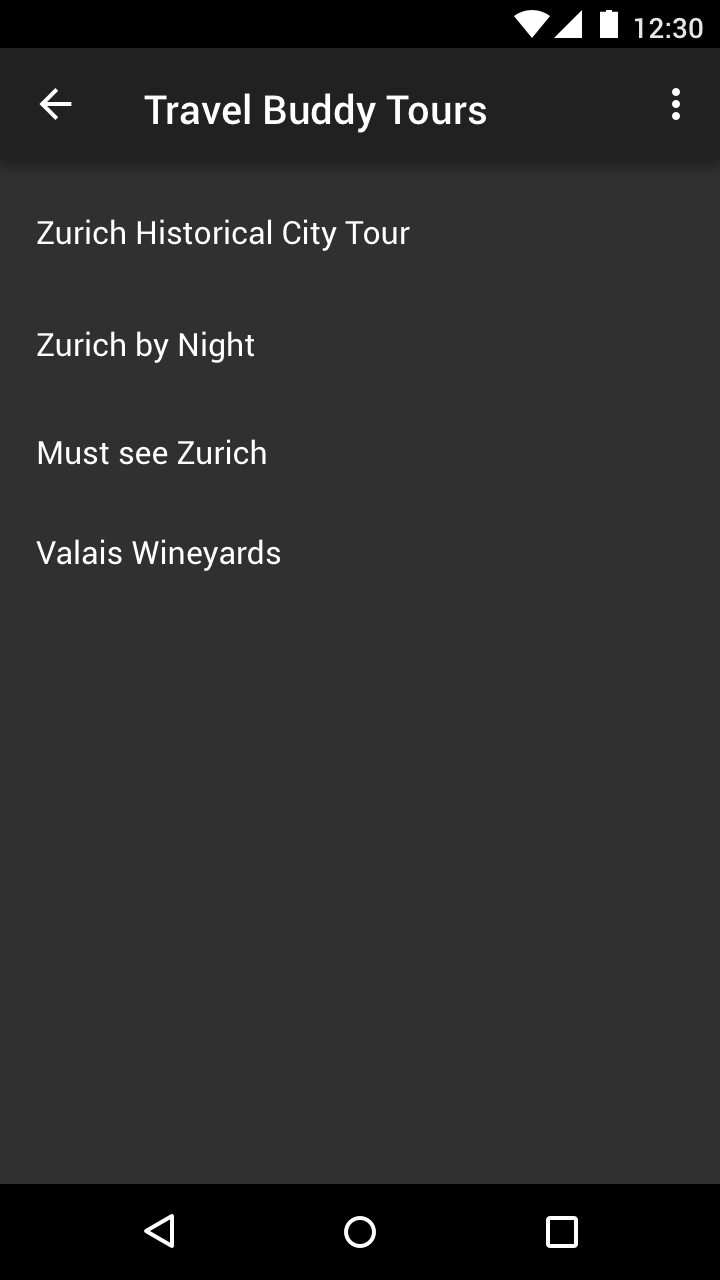 12:30
Travel Buddy Tours
Zurich Historical City Tour
Zurich by Night
Must see Zurich
Valais Wineyards